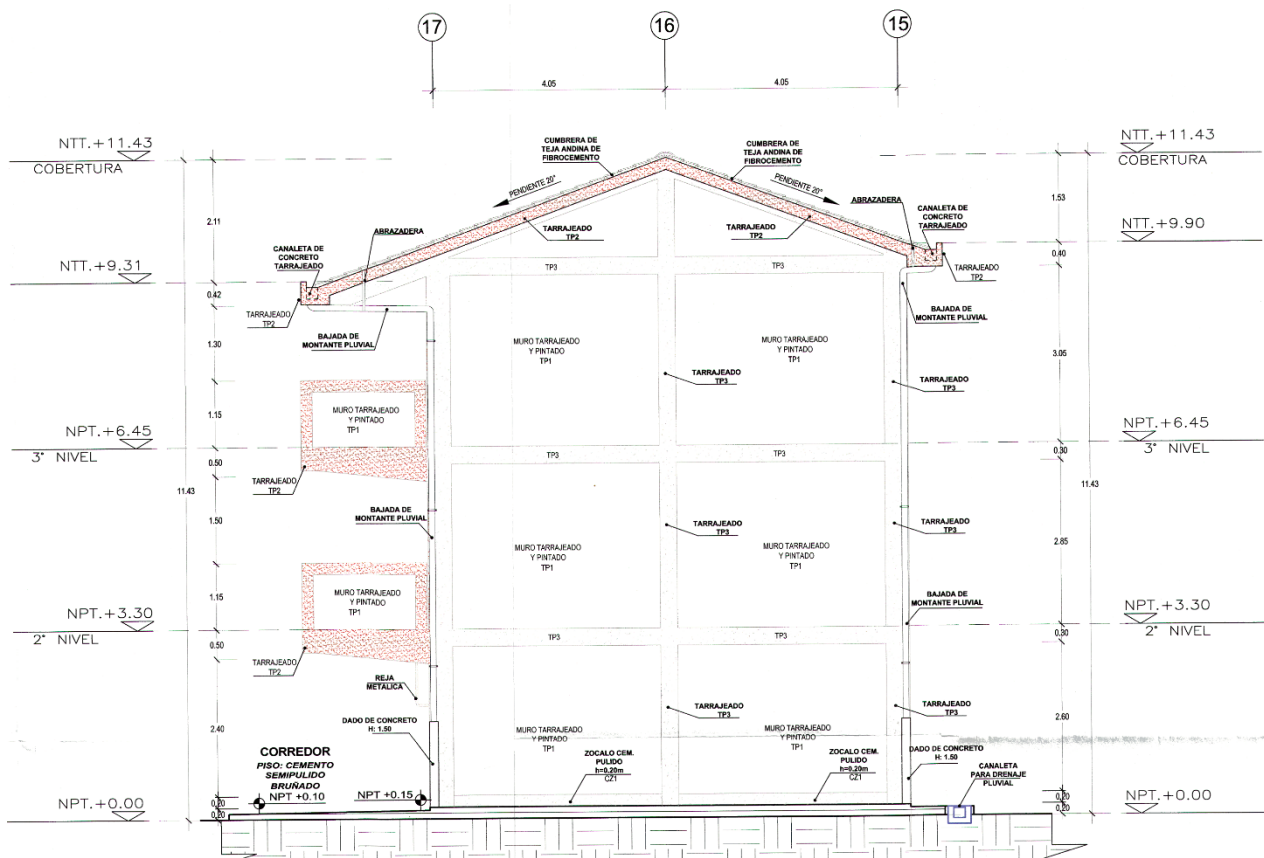 17
16
15
4.05
4.05
NTT.+11.43
COBERTURA
NTT.+11.43
COBERTURA
CUMBRERA DE
TEJA ANDINA DE
FIBROCEMENTO
CUMBRERA DE
TEJA ANDINA DE
FIBROCEMENTO
PENDIENTE 20°
PENDIENTE 20°
2.11
1.53
ABRAZADERA
ABRAZADERA
CANALETA DE
CONCRETO
TARRAJEADO
CANALETA DE
CONCRETO
TARRAJEADO
TARRAJEADO
TP2
TARRAJEADO
TP2
NTT.+9.90
NTT.+9.31
0.40
0.42
TP3
TP3
TARRAJEADO
TP2
TARRAJEADO
TP2
BAJADA DE
MONTANTE PLUVIAL
BAJADA DE
MONTANTE PLUVIAL
1.30
MURO TARRAJEADO
Y PINTADO
TP1
MURO TARRAJEADO
Y PINTADO
TP1
3.05
TARRAJEADO
TP3
TARRAJEADO
TP3
1.15
MURO TARRAJEADO
Y PINTADO
TP1
NPT.+6.45
3° NIVEL
NPT.+6.45
3° NIVEL
0.50
TP3
TP3
0.30
TARRAJEADO
TP2
11.43
11.43
1.50
BAJADA DE
MONTANTE PLUVIAL
TARRAJEADO
TP3
TARRAJEADO
TP3
2.85
MURO TARRAJEADO
Y PINTADO
TP1
MURO TARRAJEADO
Y PINTADO
TP1
1.15
MURO TARRAJEADO
Y PINTADO
TP1
BAJADA DE
MONTANTE PLUVIAL
NPT.+3.30
2° NIVEL
NPT.+3.30
2° NIVEL
0.50
TP3
TP3
0.30
TARRAJEADO
TP2
REJA
METALICA
TARRAJEADO
TP3
TARRAJEADO
TP3
2.40
2.60
DADO DE CONCRETO
H: 1.50
MURO TARRAJEADO
Y PINTADO
TP1
MURO TARRAJEADO
Y PINTADO
TP1
DADO DE CONCRETO
H: 1.50
CORREDOR
PISO: CEMENTO
SEMIPULIDO
BRUÑADO
NPT +0.10
NPT +0.15
ZOCALO CEM.
PULIDO
h=0.20m
CZ1
ZOCALO CEM.
PULIDO
h=0.20m
CZ1
CANALETA
PARA DRENAJE
PLUVIAL
NPT.+0.00
NPT.+0.00
0.20
0.20
0.20
0.20